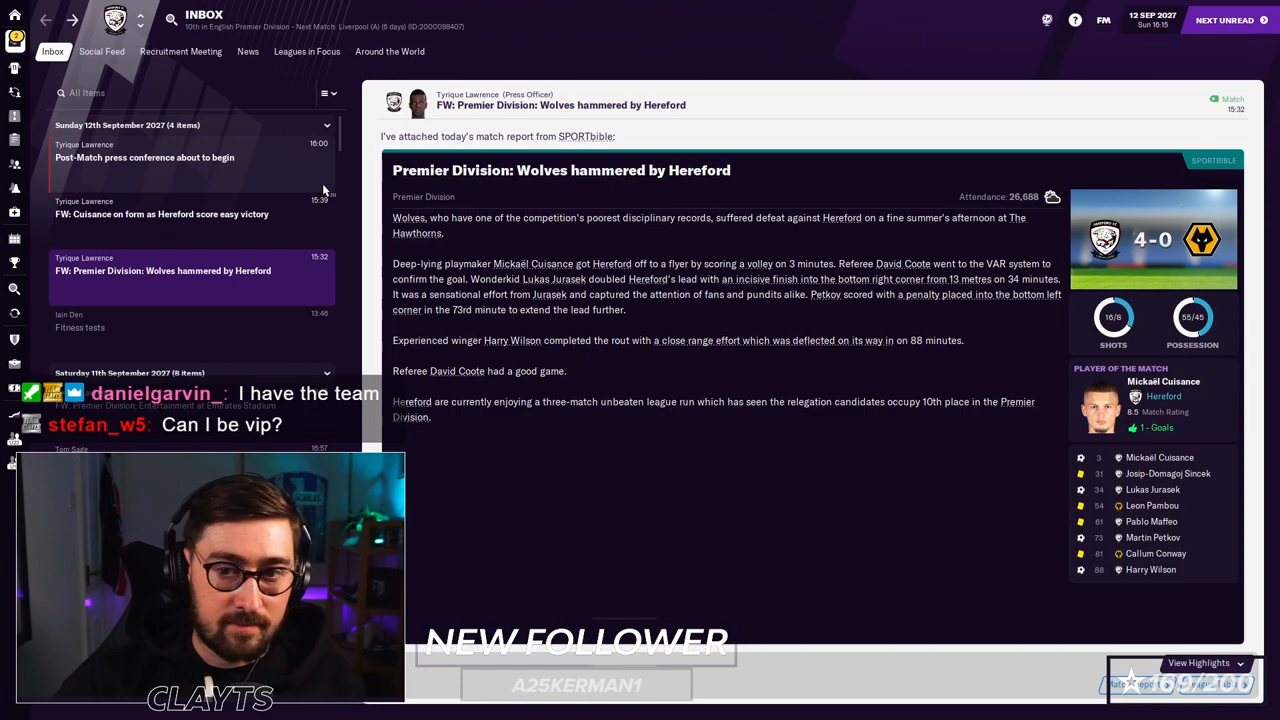 INBOX
10th in English Premier Division - Next Match: Liverpool (A) (6 days) (ID:2000098407)
FM
12 SEP 2027
Sun 16:15
NEXT UNREAD
2
Inbox
Social Feed
Recruitment Meeting
News
Leagues in Focus
Around the World
All Items
Sunday 12th September 2027 (4 items)
Tyrique Lawrence
16:00
Post-Match press conference about to begin
Tyrique Lawrence
15:39
FW: Cuisance on form as Hereford score easy victory
Tyrique Lawrence
15:32
FW: Premier Division: Wolves hammered by Hereford
Iain Den
13:46
Fitness tests
Saturday 11th September 2027 (8 items)
FW: Premier Division: Entertainment at Emirates Stadium
danielgarvin_: I have the team
stefan_w5: Can I be vip?
Tom Sage
16:57
Tyrique Lawrence (Press Officer)
FW: Premier Division: Wolves hammered by Hereford
Match
15:32
I've attached today's match report from SPORTbible:
SPORTBIBLE
Premier Division: Wolves hammered by Hereford
Premier Division
Attendance: 26,688
Wolves, who have one of the competition's poorest disciplinary records, suffered defeat against Hereford on a fine summer's afternoon at The
Hawthorns.
Deep-lying playmaker Mickaël Cuisance got Hereford off to a flyer by scoring a volley on 3 minutes. Referee David Coote went to the VAR system to
confirm the goal. Wonderkid Lukas Jurasek doubled Hereford's lead with an incisive finish into the bottom right corner from 13 metres on 34 minutes.
It was a sensational effort from Jurasek and captured the attention of fans and pundits alike. Petkov scored with a penalty placed into the bottom left
corner in the 73rd minute to extend the lead further.
Experienced winger Harry Wilson completed the rout with a close range effort which was deflected on its way in on 88 minutes.
Referee David Coote had a good game.
Hereford are currently enjoying a three-match unbeaten league run which has seen the relegation candidates occupy 10th place in the Premier
Division.
4-0
16/8
SHOTS
55/45
POSSESSION
PLAYER OF THE MATCH
Mickaël Cuisance
Hereford
8.5 Match Rating
1 - Goals
3 Mickaël Cuisance
31 Josip-Domagoj Sincek
34 Lukas Jurasek
54 Leon Pambou
61 Pablo Maffeo
73 Martin Petkov
81 Callum Conway
88 Harry Wilson
NEW FOLLOWER
A25KERMAN1
CLAYTS
View Highlights
169/200